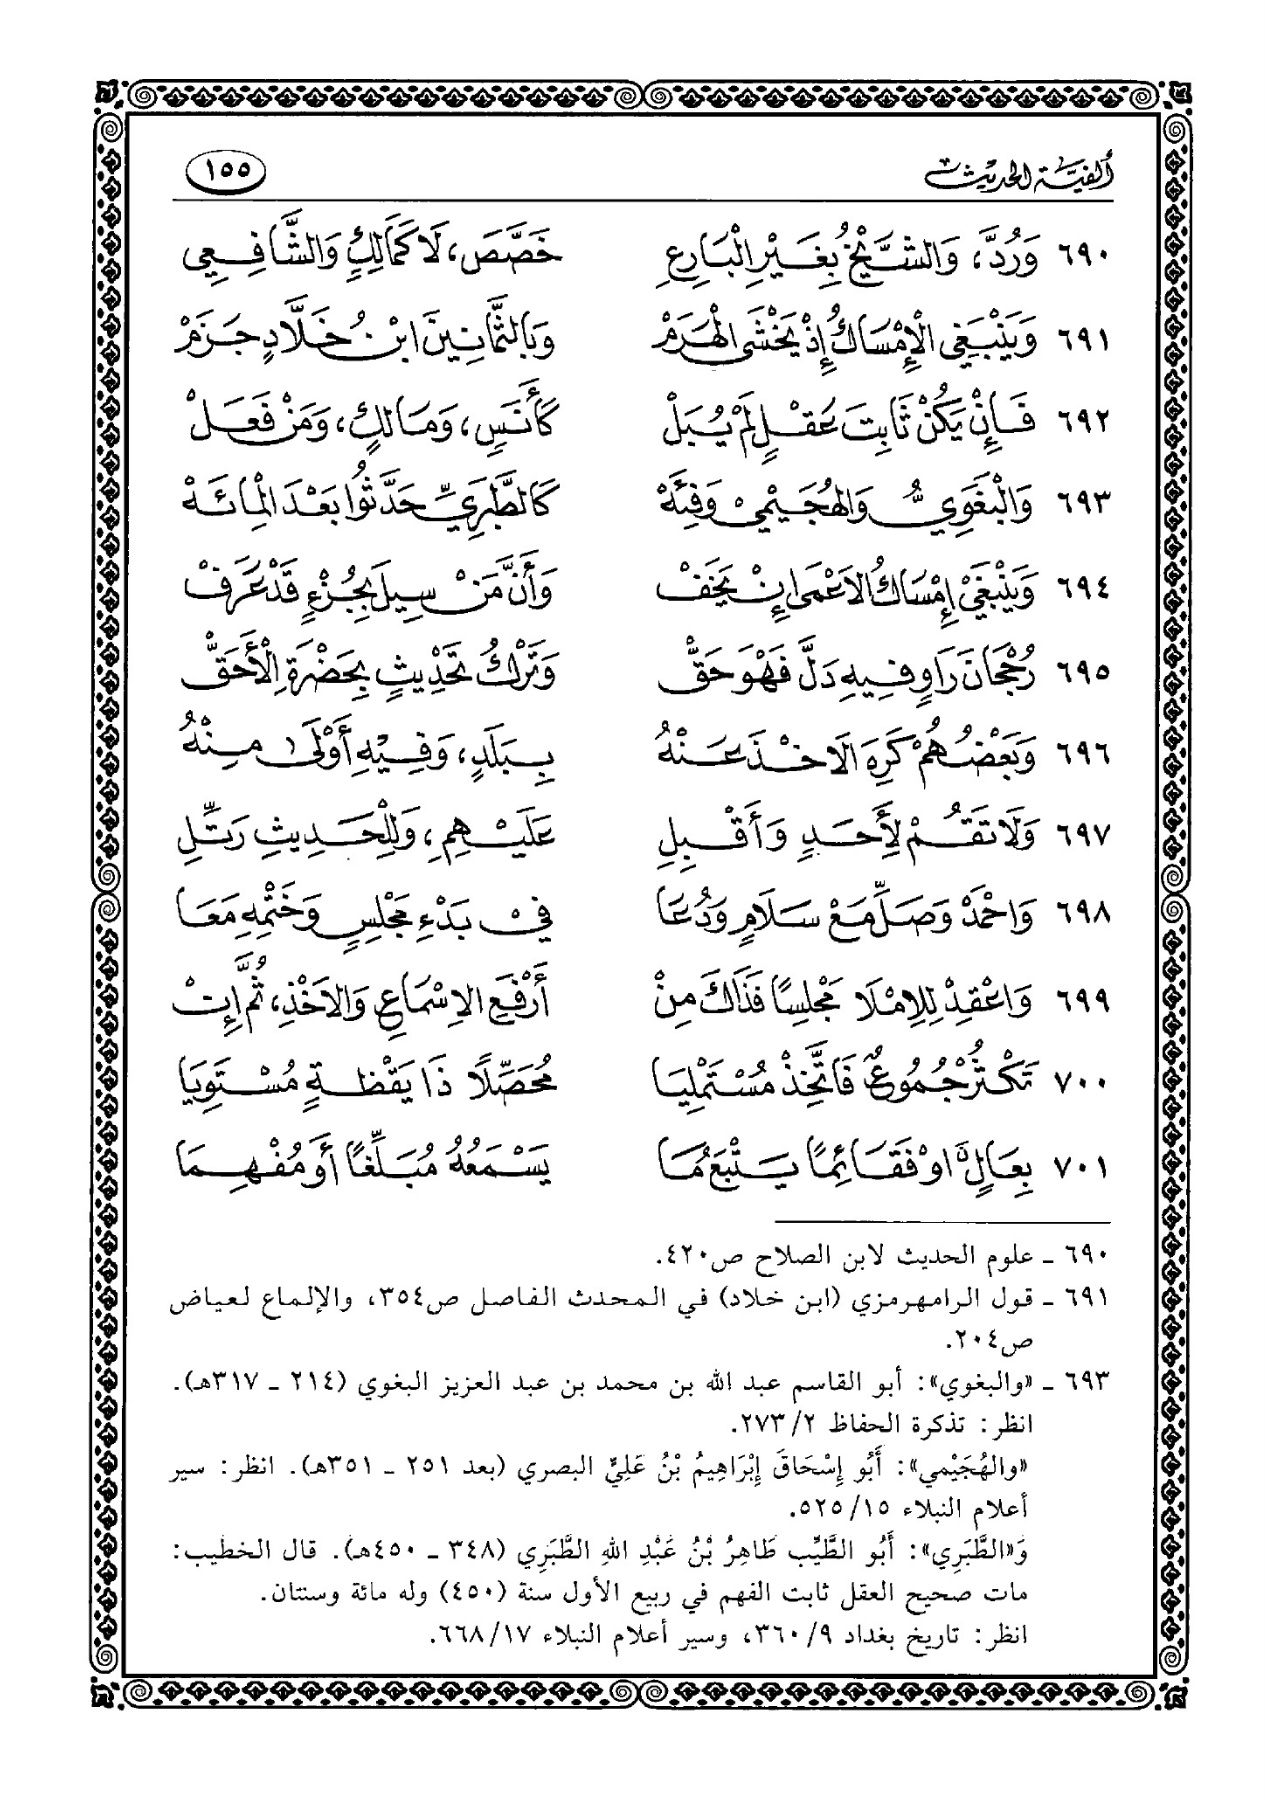 ألفية الحديث
١٥٥
٦٩٠ وَرُدَّ، وَالشَّيْخُ بِغَيْرِ الْبَارِعِ خَصَّصَ، لَا كَمَالِكٍ وَالشَّافِعِي
٦٩١ وَيَنْبَغِي الْإِمْسَاكُ إِذْ يَخْشَى الْهَرَمْ وَبِالثَّمَانِينَ ابْنُ خَلَّادٍ جَزَمْ
٦٩٢ فَإِنْ يَكُنْ ثَابِتَ عَقْلٍ لَمْ يُبَلْ كَأَنَسٍ، وَمَالِكٍ، وَمَنْ فَعَلْ
٦٩٣ وَالْبَغَوِيُّ وَالْهُجَيْمِيْ وَفِئَهْ كَالطَّبَرِيِّ حَدَّثُوا بَعْدَ الْمِائَهْ
٦٩٤ وَيَنْبَغِيْ إِمْسَاكُ الَاعْمَى إِنْ يَخَفْ وَأَنَّ مَنْ سِيلَ بِجُزْءٍ قَدْ عَرَفْ
٦٩٥ رُجْحَانَ رَاوٍ فِيهِ دَلَّ فَهْوَ حَقّْ وَتَرْكُ تَحْدِيثٍ بِحَضْرَةِ الْأَحَقّْ
٦٩٦ وَبَعْضُهُمْ كَرِهَ الَاخْذَ عَنْهُ بِبَلَدٍ، وَفِيْهِ أَوْلَى مِنْهُ
٦٩٧ وَلَا تَقُمْ لِأَحَدٍ وَأَقْبِلِ عَلَيْهِمِ، وَلِلْحَدِيثِ رَتِّلِ
٦٩٨ وَاحْمَدْ وَصَلِّ مَعْ سَلَامٍ وَدُعَا فِيْ بَدْءِ مَجْلِسٍ وَخَتْمِهِ مَعَا
٦٩٩ وَاعْقِدْ لِلِامْلَا مَجْلِسًا فَذَاكَ مِنْ أَرْفَعِ الِاسْمَاعِ وَالَاخْذِ، ثُمَّ إِنْ
٧٠٠ تَكْثُرْ جُمُوعٌ فَاتَّخِذْ مُسْتَمْلِيَا مُحَصِّلًا ذَا يَقْظَةٍ مُسْتَوِيَا
٧٠١ بِعَالٍ اوْ فَقَائِمًا يَتْبَعُ مَا يَسْمَعُهُ مُبَلِّغًا أَوْ مُفْهِمَا
٦٩٠ - علوم الحديث لابن الصلاح ص٤٢٠.
٦٩١ - قول الرامهرمزي (ابن خلاد) في المحدث الفاصل ص٣٥٤، والإلماع لعياض
ص٢٠٤.
٦٩٣ - «والبغوي»: أبو القاسم عبد الله بن محمد بن عبد العزيز البغوي (٢١٤ - ٣١٧هـ).
انظر: تذكرة الحفاظ ٢/ ٢٧٣.
«والهُجَيْمي»: أَبُو إِسْحَاقَ إِبْرَاهِيمُ بْنُ عَلِيٍّ البصري (بعد ٢٥١ - ٣٥١هـ). انظر: سير
أعلام النبلاء ١٥/ ٥٢٥.
وَ«الطَّبَرِي»: أَبُو الطَّيِّب طَاهِرُ بْنُ عَبْدِ اللهِ الطَّبَرِي (٣٤٨ - ٤٥٠هـ). قال الخطيب:
مات صحيح العقل ثابت الفهم في ربيع الأول سنة (٤٥٠) وله مائة وسنتان.
انظر: تاريخ بغداد ٩/ ٣٦٠، وسير أعلام النبلاء ١٧/ ٦٦٨.